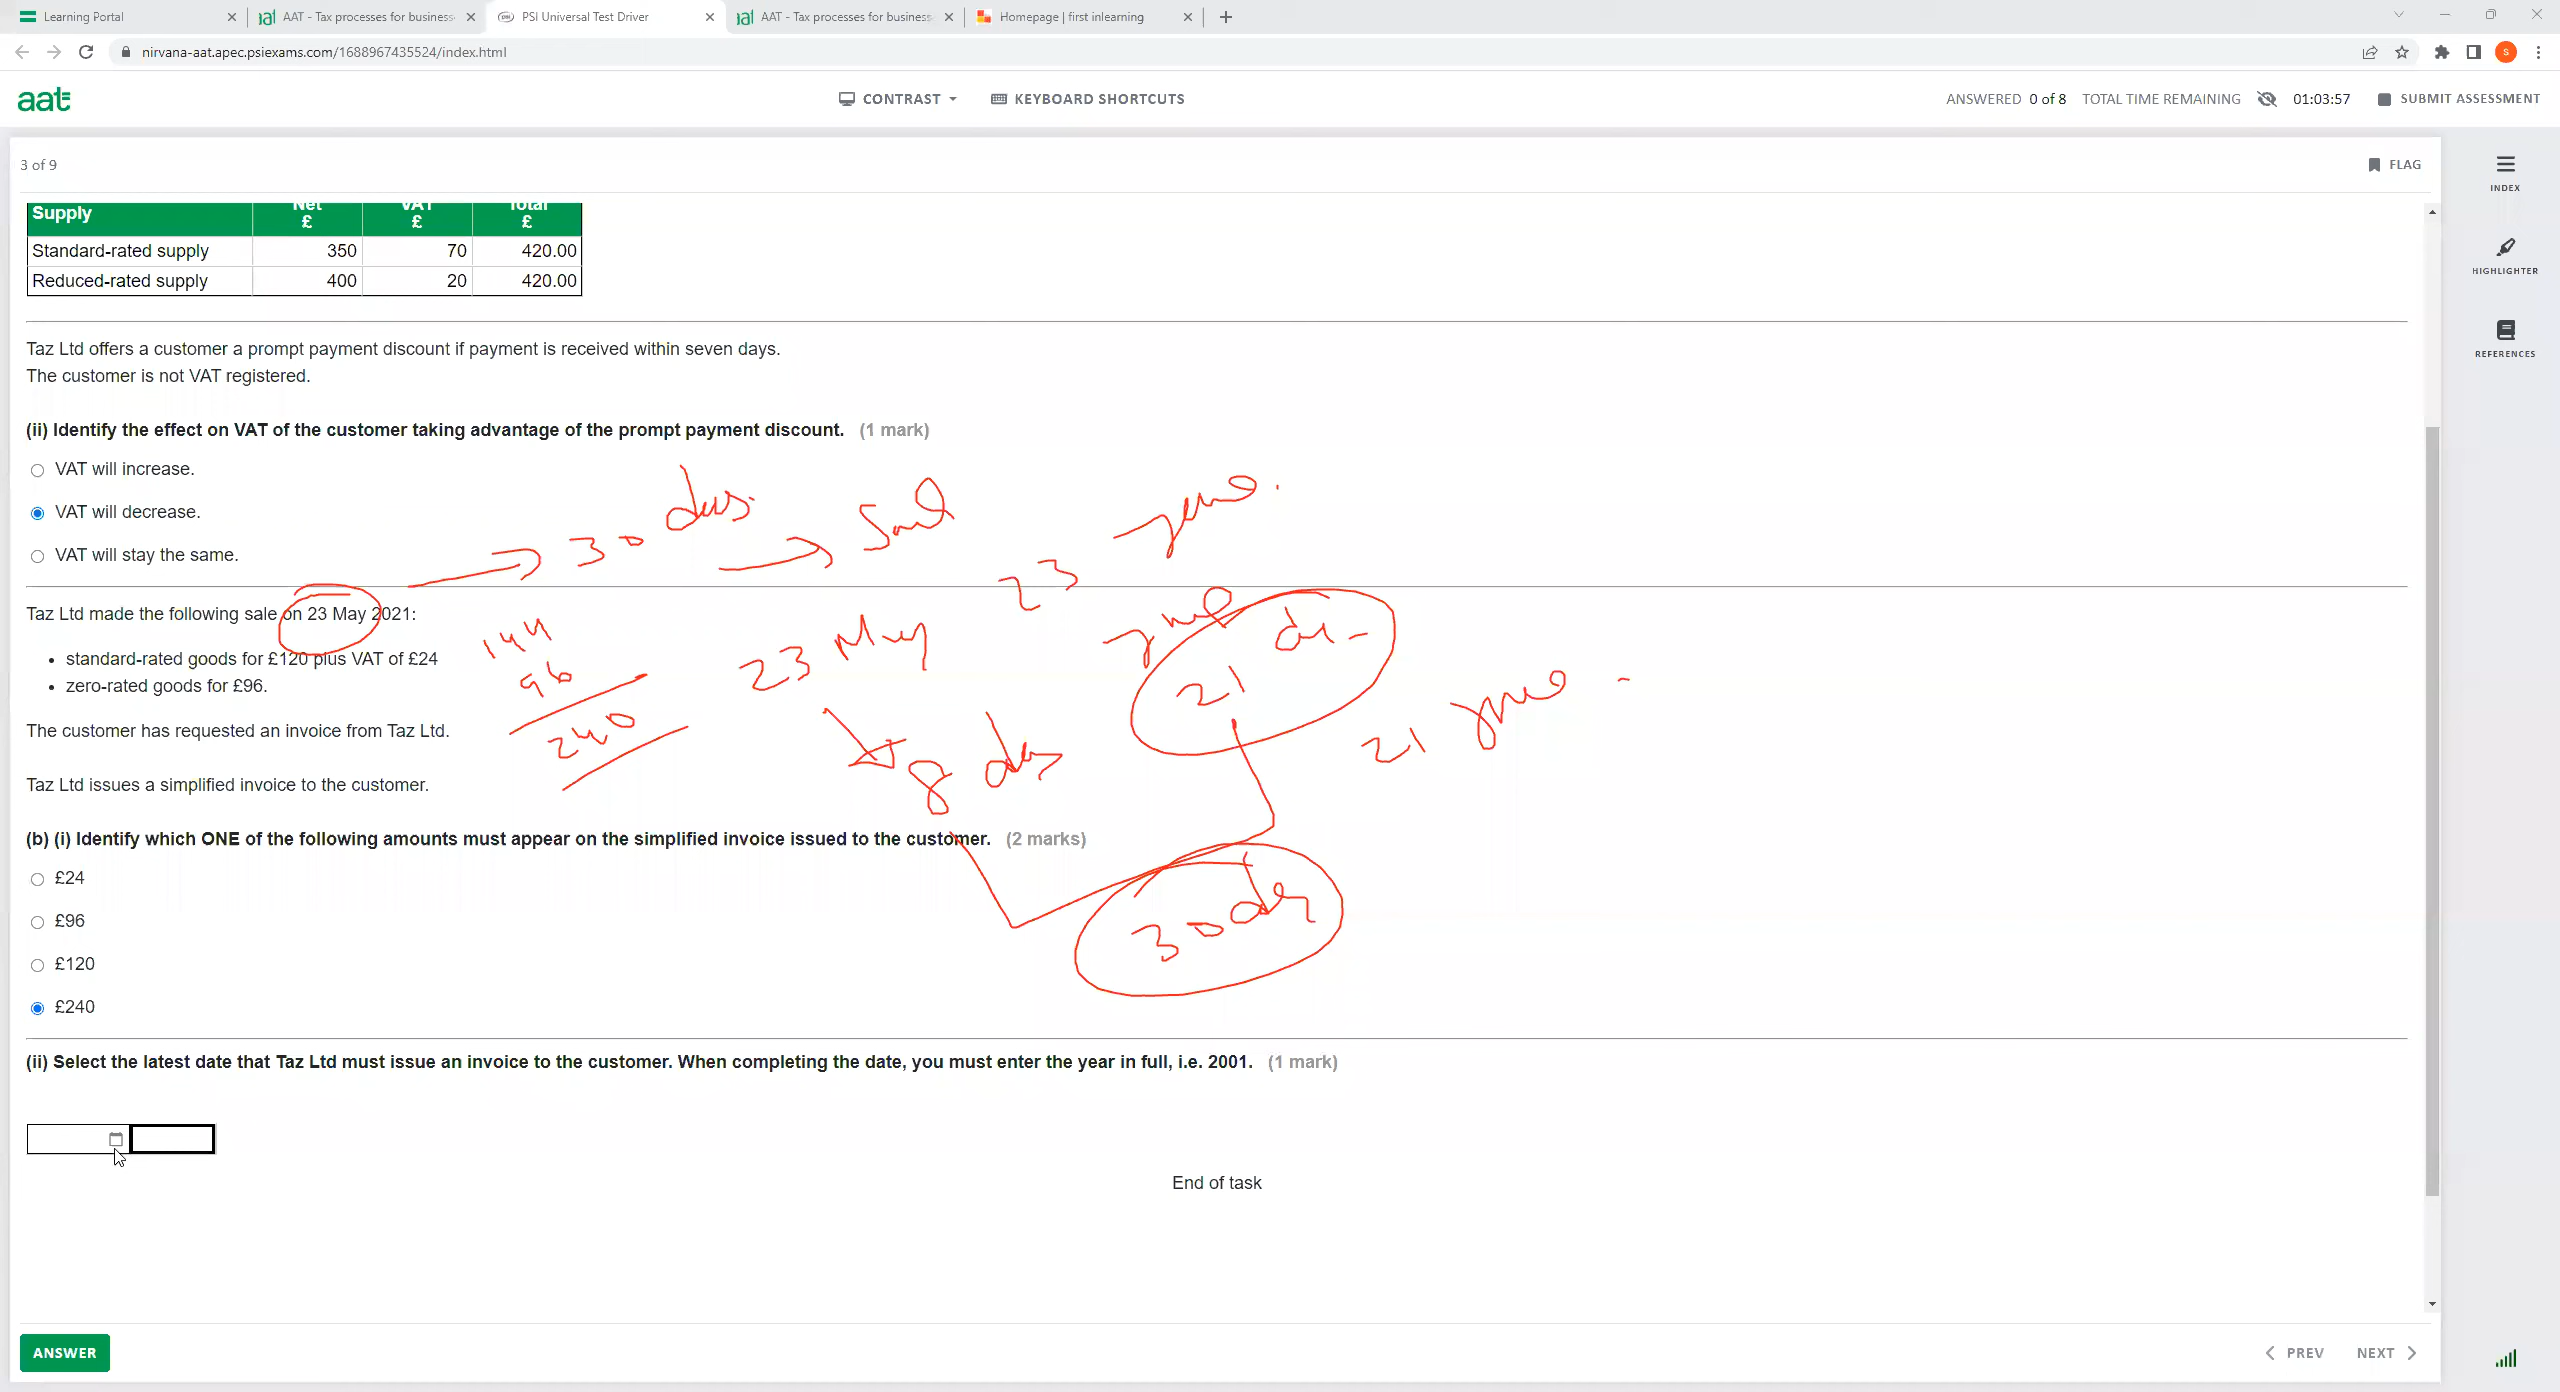 Learning Portal
AAT - Tax processes for business
PSI Universal Test Driver
AAT - Tax processes for business
Homepage | first inlearning
nirvana-aat.apec.psiexams.com/1688967435524/index.html
S
aat
CONTRAST
KEYBOARD SHORTCUTS
ANSWERED 0 of 8
TOTAL TIME REMAINING
01:03:57
SUBMIT ASSESSMENT
3 of 9
FLAG
INDEX
HIGHLIGHTER
REFERENCES
Supply Net £ VAT £ Total £
Standard-rated supply 350 70 420.00
Reduced-rated supply 400 20 420.00
Taz Ltd offers a customer a prompt payment discount if payment is received within seven days.
The customer is not VAT registered.
(ii) Identify the effect on VAT of the customer taking advantage of the prompt payment discount. (1 mark)
VAT will increase.
VAT will decrease.
VAT will stay the same.
30
23
Taz Ltd made the following sale on 23 May 2021:
• standard-rated goods for £120 plus VAT of £24
• zero-rated goods for £96.
144
96
240
23 May
21
21 June
8 days
30 days
The customer has requested an invoice from Taz Ltd.
Taz Ltd issues a simplified invoice to the customer.
(b) (i) Identify which ONE of the following amounts must appear on the simplified invoice issued to the customer. (2 marks)
£24
£96
£120
£240
(ii) Select the latest date that Taz Ltd must issue an invoice to the customer. When completing the date, you must enter the year in full, i.e. 2001. (1 mark)
End of task
ANSWER
PREV
NEXT